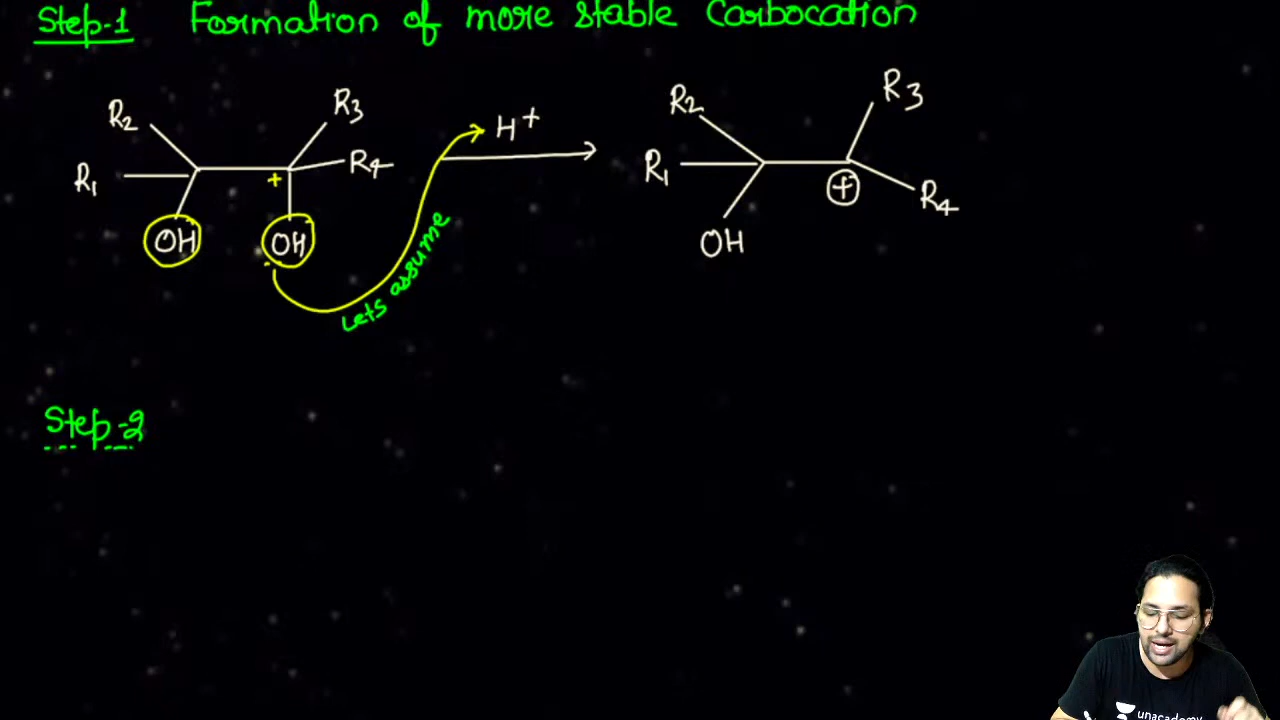 Step-1 Formation of more stable Carbocation
R2 R3 H+ R2 R3
R1 + R4 R1 + R4
OH OH OH
Lets assume
Step-2
unacademy